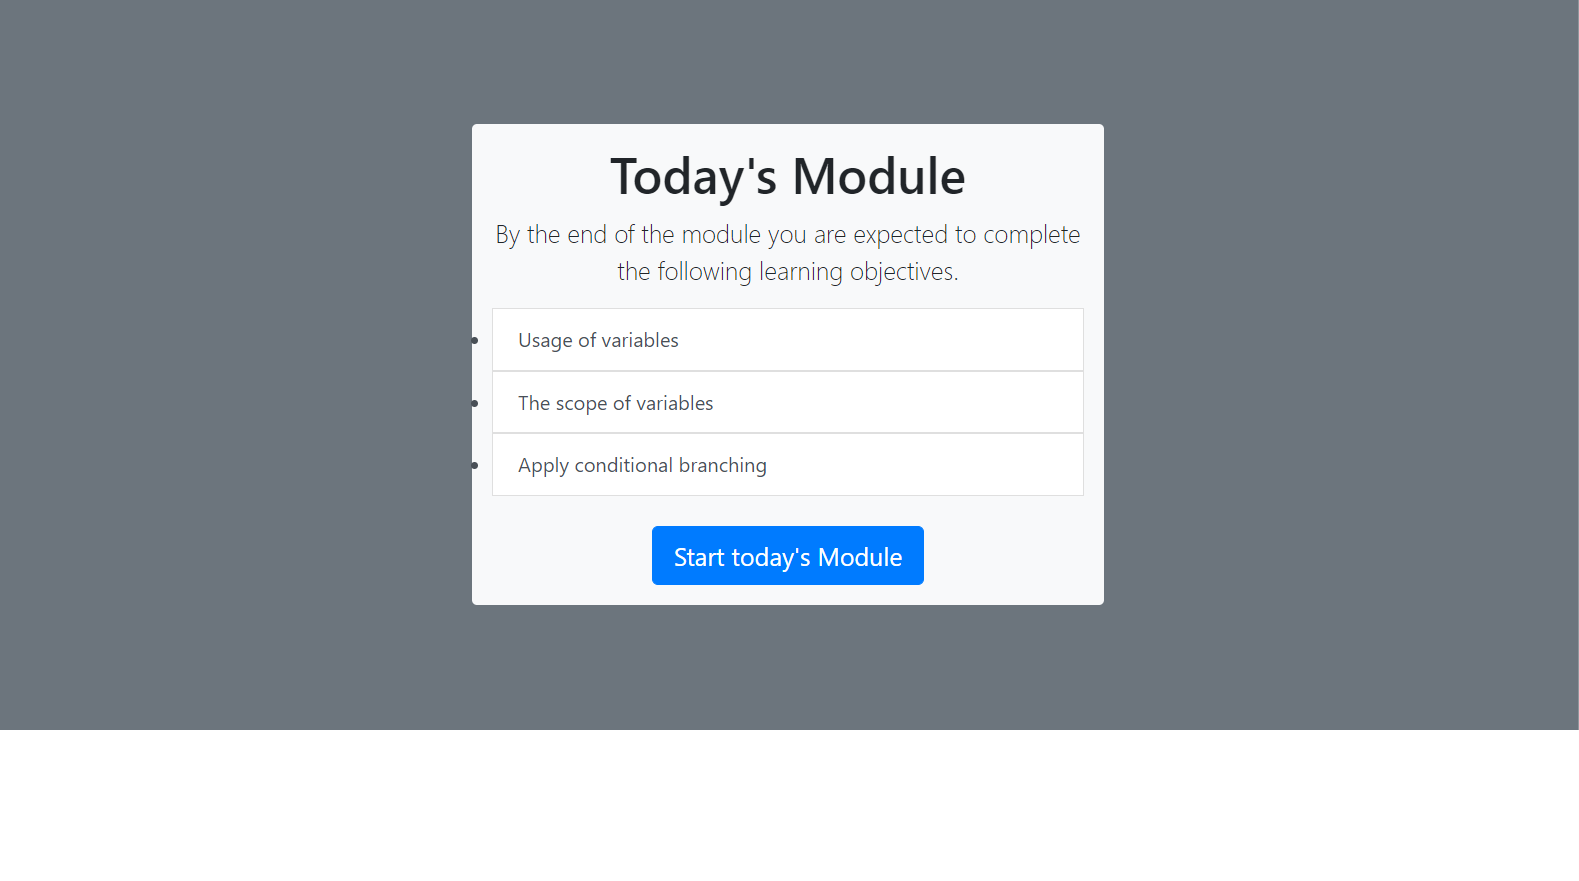 Today's Module
By the end of the module you are expected to complete
the following learning objectives.
Usage of variables
The scope of variables
Apply conditional branching
Start today's Module